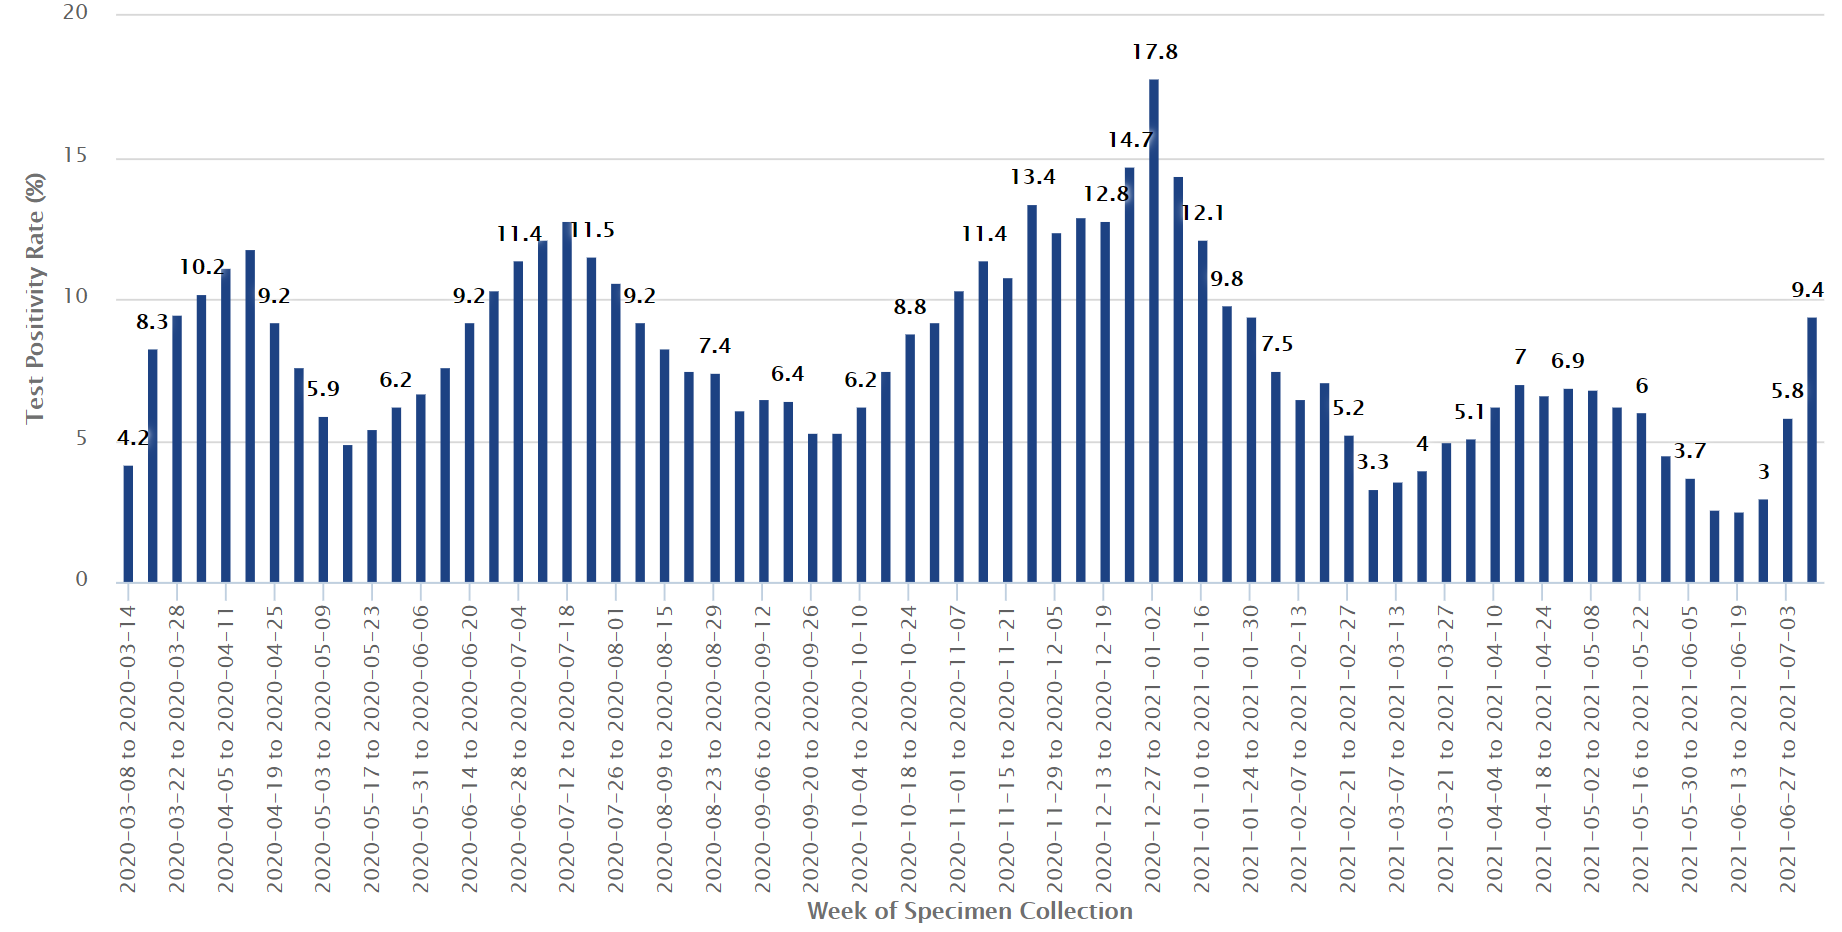 20
15
10
5
0
Test Positivity Rate (%)
4.2
8.3
10.2
9.2
5.9
6.2
9.2
11.4
11.5
9.2
7.4
6.4
6.2
8.8
11.4
13.4
12.8
14.7
17.8
12.1
9.8
7.5
5.2
3.3
4
5.1
7
6.9
6
3.7
3
5.8
9.4
2020-03-08 to 2020-03-14
2020-03-22 to 2020-03-28
2020-04-05 to 2020-04-11
2020-04-19 to 2020-04-25
2020-05-03 to 2020-05-09
2020-05-17 to 2020-05-23
2020-05-31 to 2020-06-06
2020-06-14 to 2020-06-20
2020-06-28 to 2020-07-04
2020-07-12 to 2020-07-18
2020-07-26 to 2020-08-01
2020-08-09 to 2020-08-15
2020-08-23 to 2020-08-29
2020-09-06 to 2020-09-12
2020-09-20 to 2020-09-26
2020-10-04 to 2020-10-10
2020-10-18 to 2020-10-24
2020-11-01 to 2020-11-07
2020-11-15 to 2020-11-21
2020-11-29 to 2020-12-05
2020-12-13 to 2020-12-19
2020-12-27 to 2021-01-02
2021-01-10 to 2021-01-16
2021-01-24 to 2021-01-30
2021-02-07 to 2021-02-13
2021-02-21 to 2021-02-27
2021-03-07 to 2021-03-13
2021-03-21 to 2021-03-27
2021-04-04 to 2021-04-10
2021-04-18 to 2021-04-24
2021-05-02 to 2021-05-08
2021-05-16 to 2021-05-22
2021-05-30 to 2021-06-05
2021-06-13 to 2021-06-19
2021-06-27 to 2021-07-03
Week of Specimen Collection